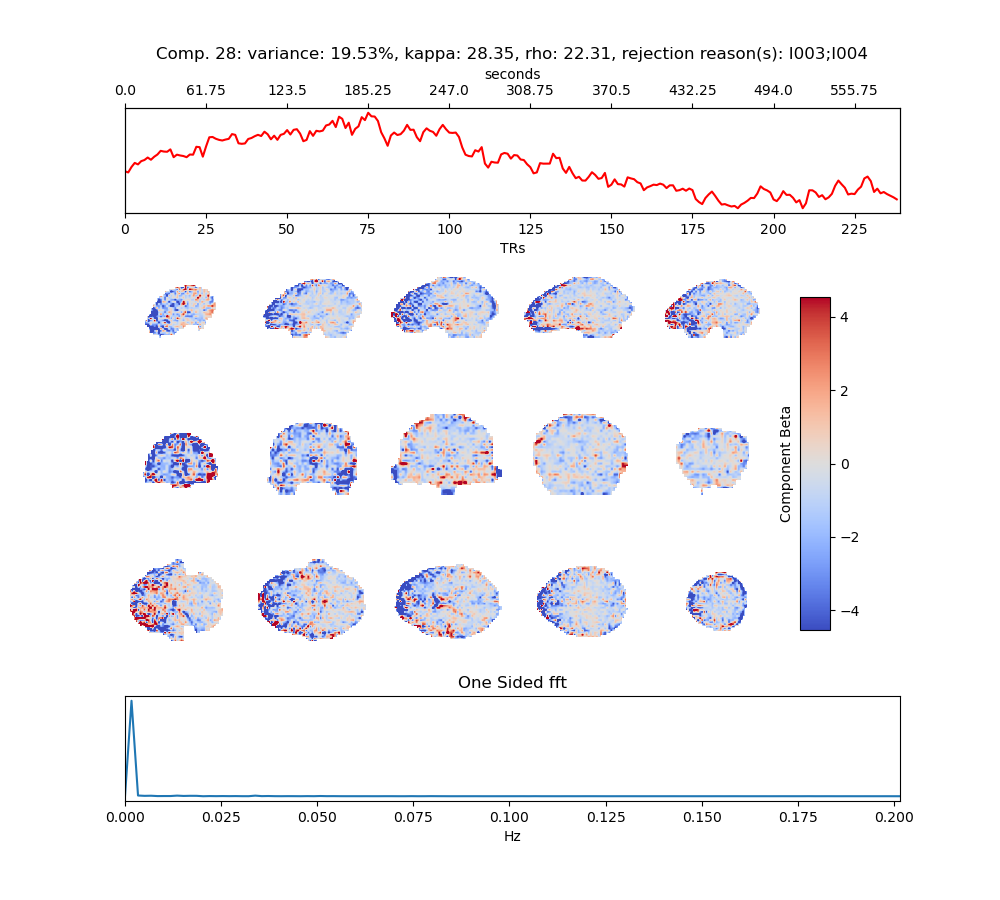 Comp. 28: variance: 19.53%, kappa: 28.35, rho: 22.31, rejection reason(s): I003;I004
seconds
0.0 61.75 123.5 185.25 247.0 308.75 370.5 432.25 494.0 555.75
0 25 50 75 100 125 150 175 200 225
TRs
4
2
0
−2
−4
Component Beta
One Sided fft
0.000 0.025 0.050 0.075 0.100 0.125 0.150 0.175 0.200
Hz